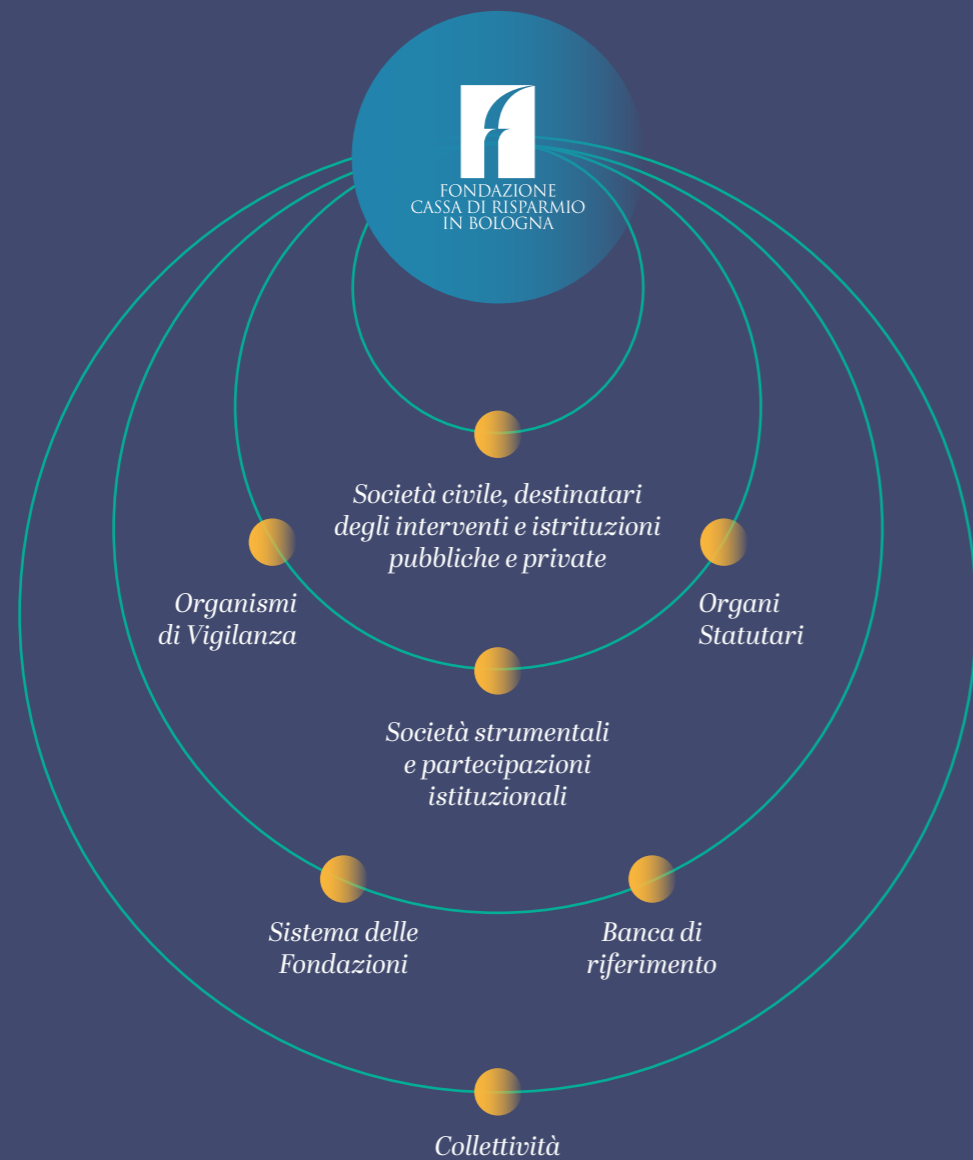 FONDAZIONE
CASSA DI RISPARMIO
IN BOLOGNA
Società civile, destinatari
degli interventi e istrituzioni
pubbliche e private
Organismi
di Vigilanza
Organi
Statutari
Società strumentali
e partecipazioni
istituzionali
Sistema delle
Fondazioni
Banca di
riferimento
Collettività